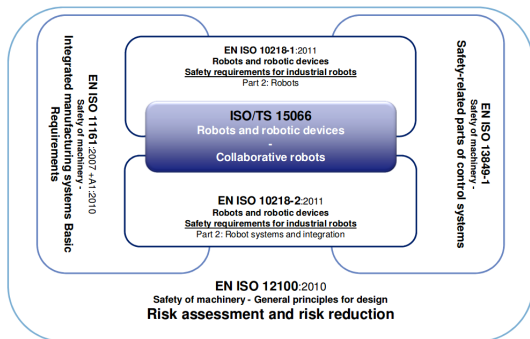 EN ISO 10218-1:2011
Robots and robotic devices
Safety requirements for industrial robots
Part 2: Robots
EN ISO 11161:2007 +A1:2010
Safety of machinery -
Integrated manufacturing systems Basic
Requirements
ISO/TS 15066
Robots and robotic devices
-
Collaborative robots
EN ISO 13849-1
Safety of machinery -
Safety-related parts of control systems
EN ISO 10218-2:2011
Robots and robotic devices
Safety requirements for industrial robots
Part 2: Robot systems and integration
EN ISO 12100:2010
Safety of machinery - General principles for design
Risk assessment and risk reduction